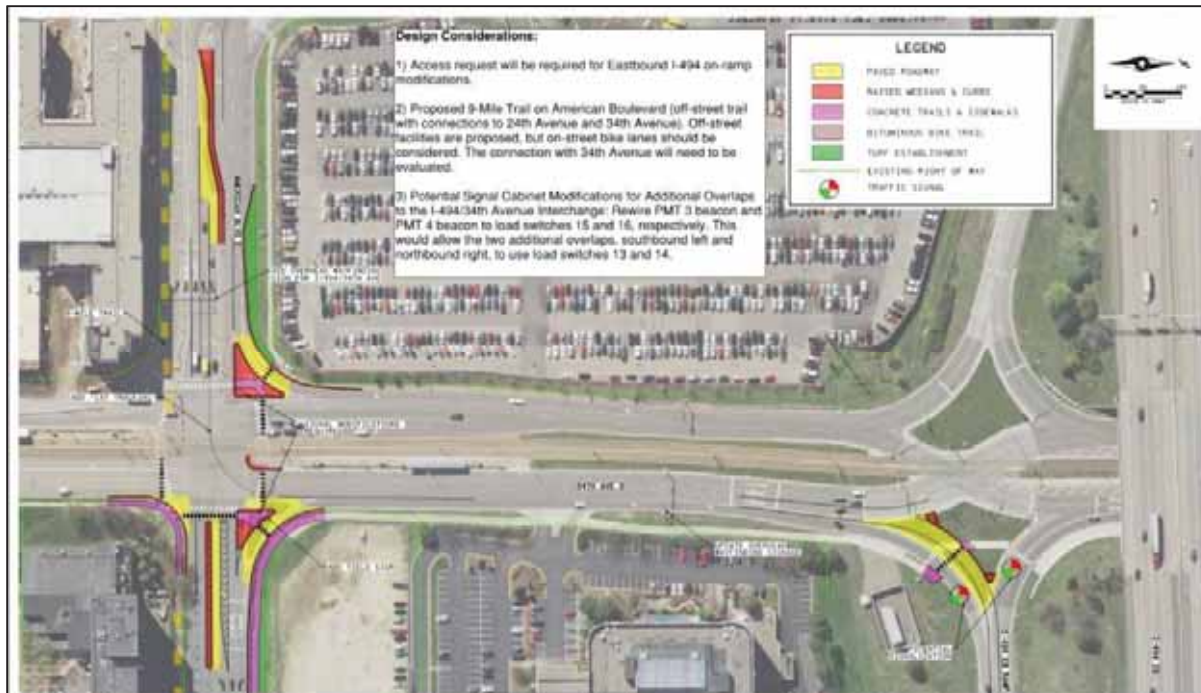 Design Considerations:
1) Access request will be required for Eastbound I-494 on-ramp
modifications.
2) Proposed 9-Mile Trail on American Boulevard (off-street trail
with connections to 24th Avenue and 34th Avenue). Off-street
facilities are proposed, but on-street bike lanes should be
considered. The connection with 34th Avenue will need to be
evaluated.
3) Potential Signal Cabinet Modifications for Additional Overlaps
to the I-494/34th Avenue Interchange: Rewire PMT 3 beacon and
PMT 4 beacon to load switches 15 and 16, respectively. This
would allow the two additional overlaps, southbound left and
northbound right, to use load switches 13 and 14.
LEGEND
PAVED ROADWAY
RAISED MEDIANS & CURBS
CONCRETE TRAILS & SIDEWALKS
BITUMINOUS BIKE TRAIL
TURF ESTABLISHMENT
EXISTING RIGHT OF WAY
TRAFFIC SIGNAL
34TH AVE S